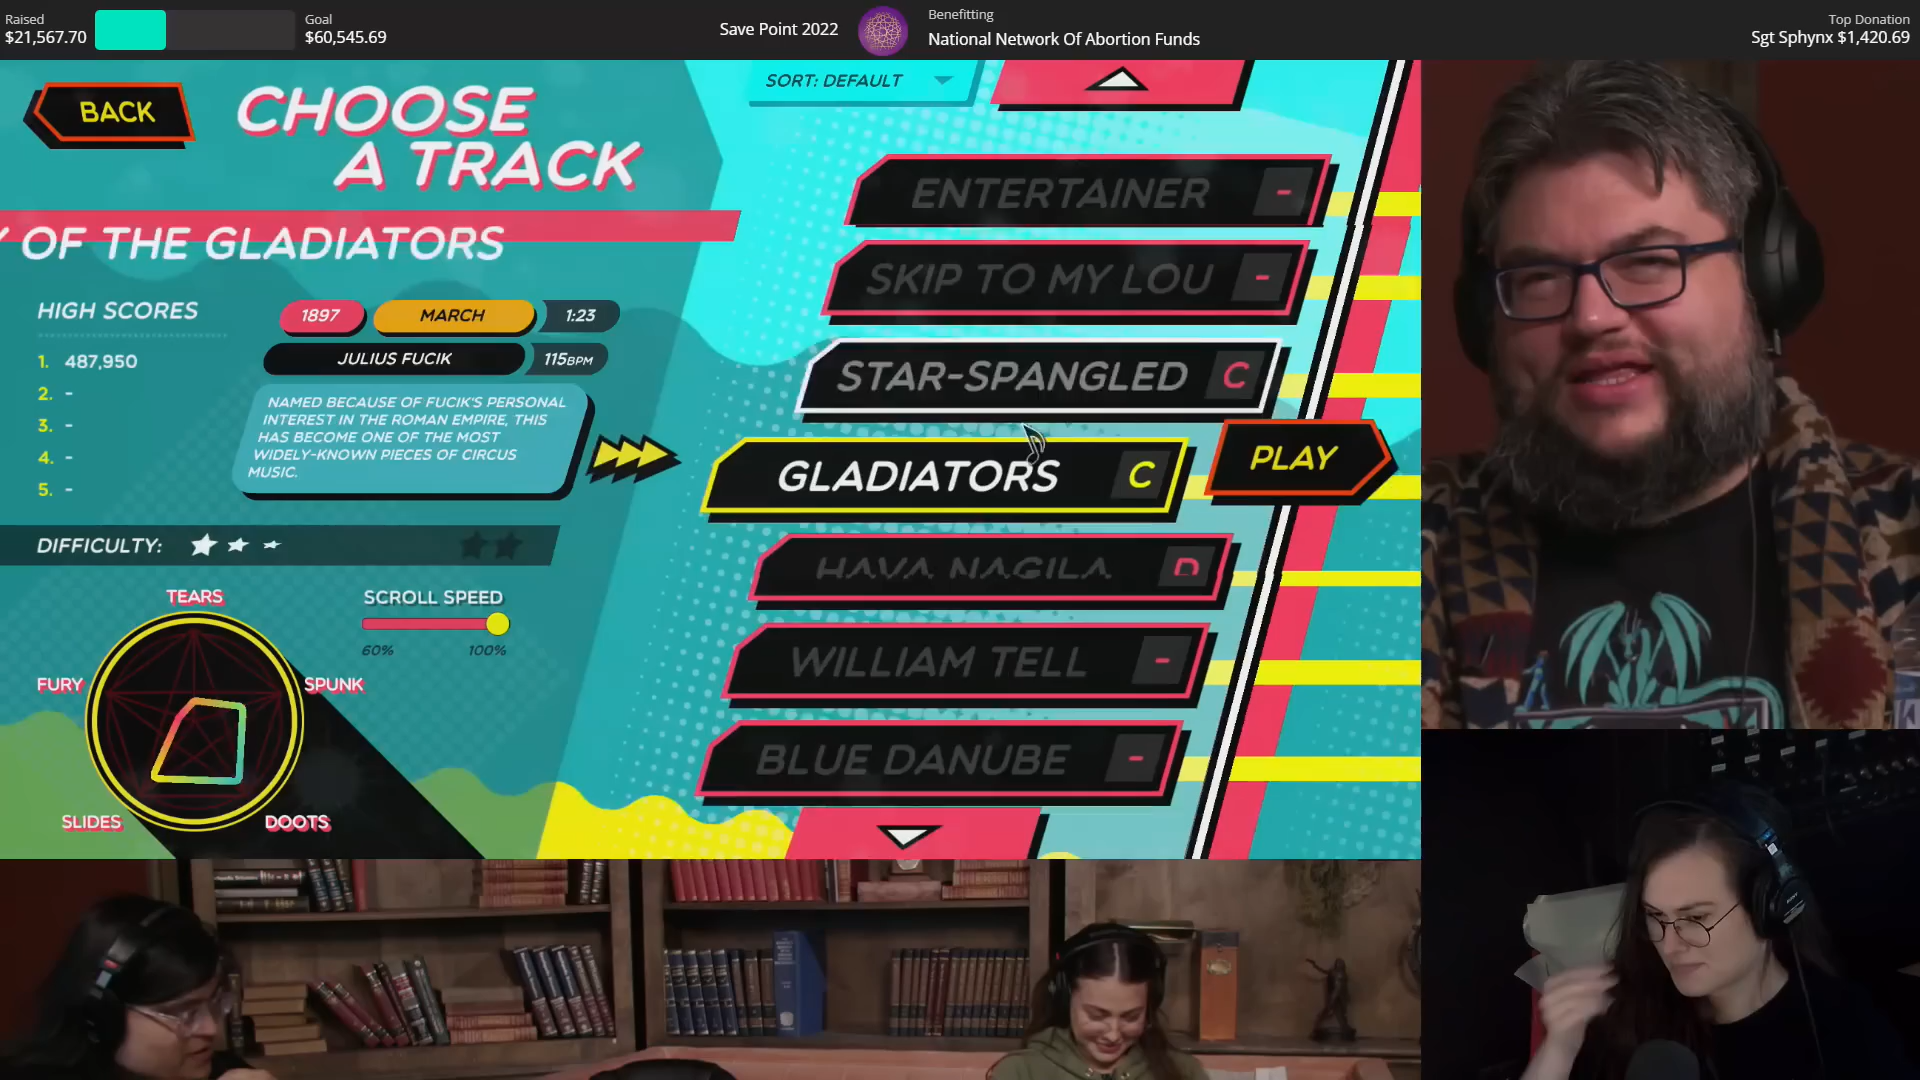 Raised
$21,567.70
Goal
$60,545.69
Save Point 2022
Benefitting
National Network Of Abortion Funds
Top Donation
Sgt Sphynx $1,420.69
BACK
CHOOSE
A TRACK
Y OF THE GLADIATORS
HIGH SCORES
1. 487,950
2. -
3. -
4. -
5. -
1897
MARCH
1:23
JULIUS FUCIK
115BPM
NAMED BECAUSE OF FUCIK'S PERSONAL
INTEREST IN THE ROMAN EMPIRE, THIS
HAS BECOME ONE OF THE MOST
WIDELY-KNOWN PIECES OF CIRCUS
MUSIC.
DIFFICULTY:
TEARS
FURY
SPUNK
SLIDES
DOOTS
SCROLL SPEED
60%
100%
SORT: DEFAULT
ENTERTAINER -
SKIP TO MY LOU -
STAR-SPANGLED C
GLADIATORS C
PLAY
HAVA NAGILA D
WILLIAM TELL -
BLUE DANUBE -